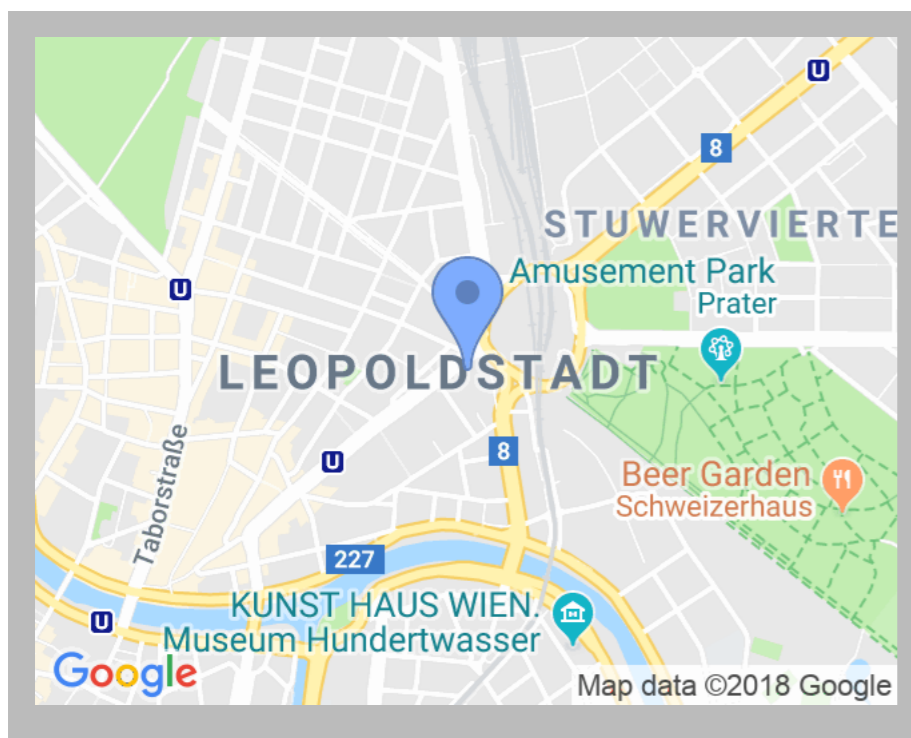 U
8
STUWERVIERTE
Amusement Park
Prater
U
LEOPOLDSTADT
U
8
Taborstraße
Beer Garden
Schweizerhaus
227
U
KUNST HAUS WIEN.
Museum Hundertwasser
Google
Map data ©2018 Google